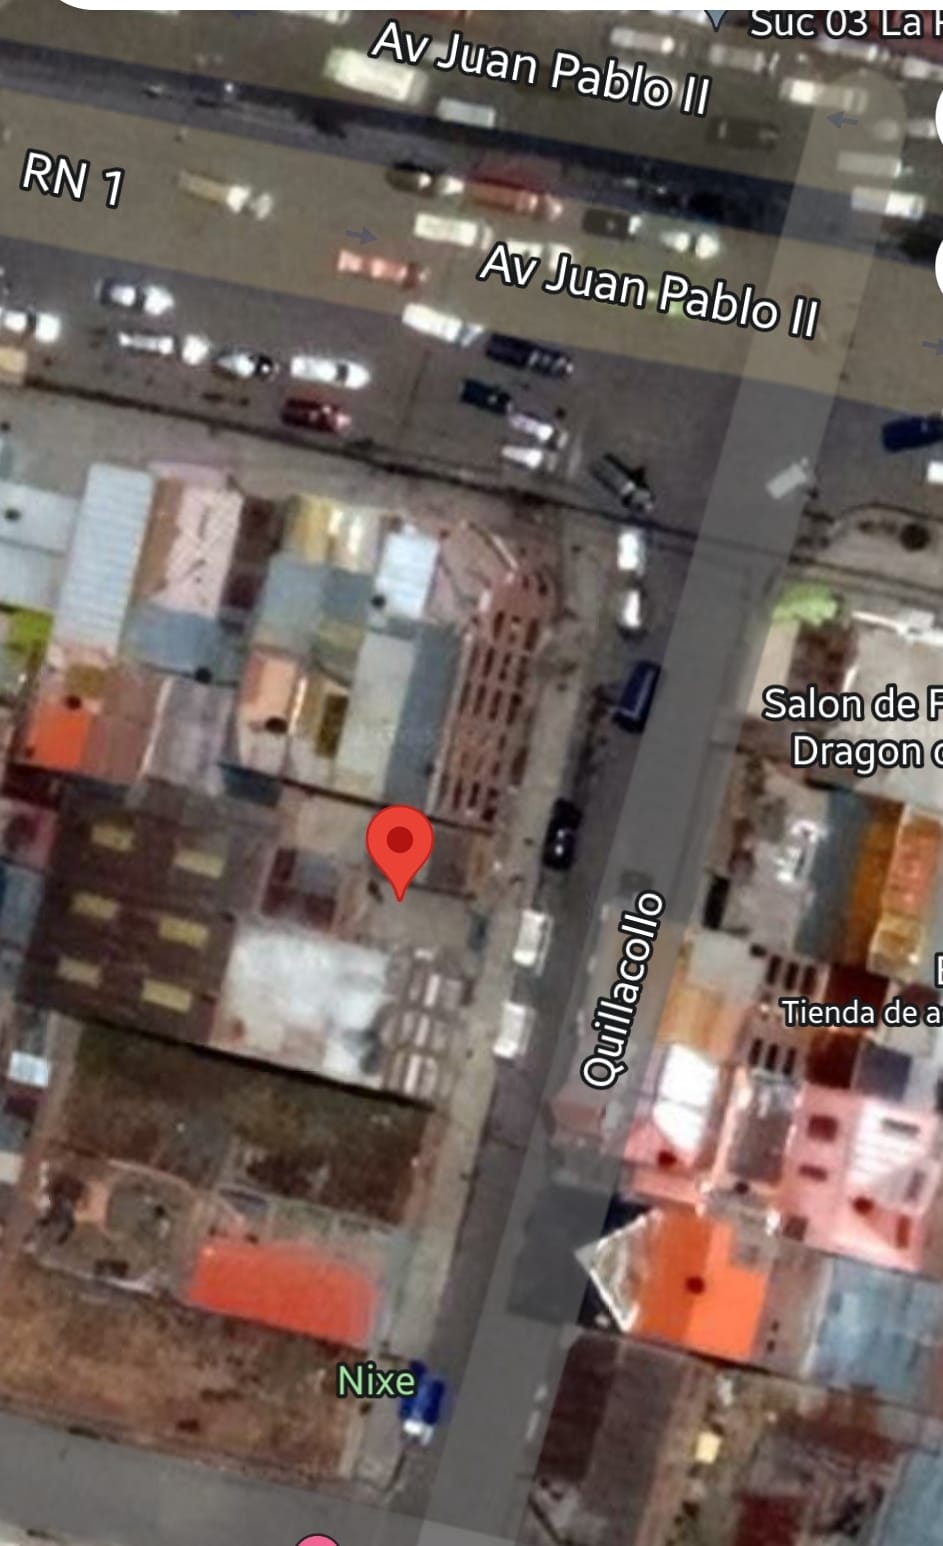 Suc 03 La
Av Juan Pablo II
RN 1
Av Juan Pablo II
Salon de
Dragon
Quillacollo
Tienda de
Nixe